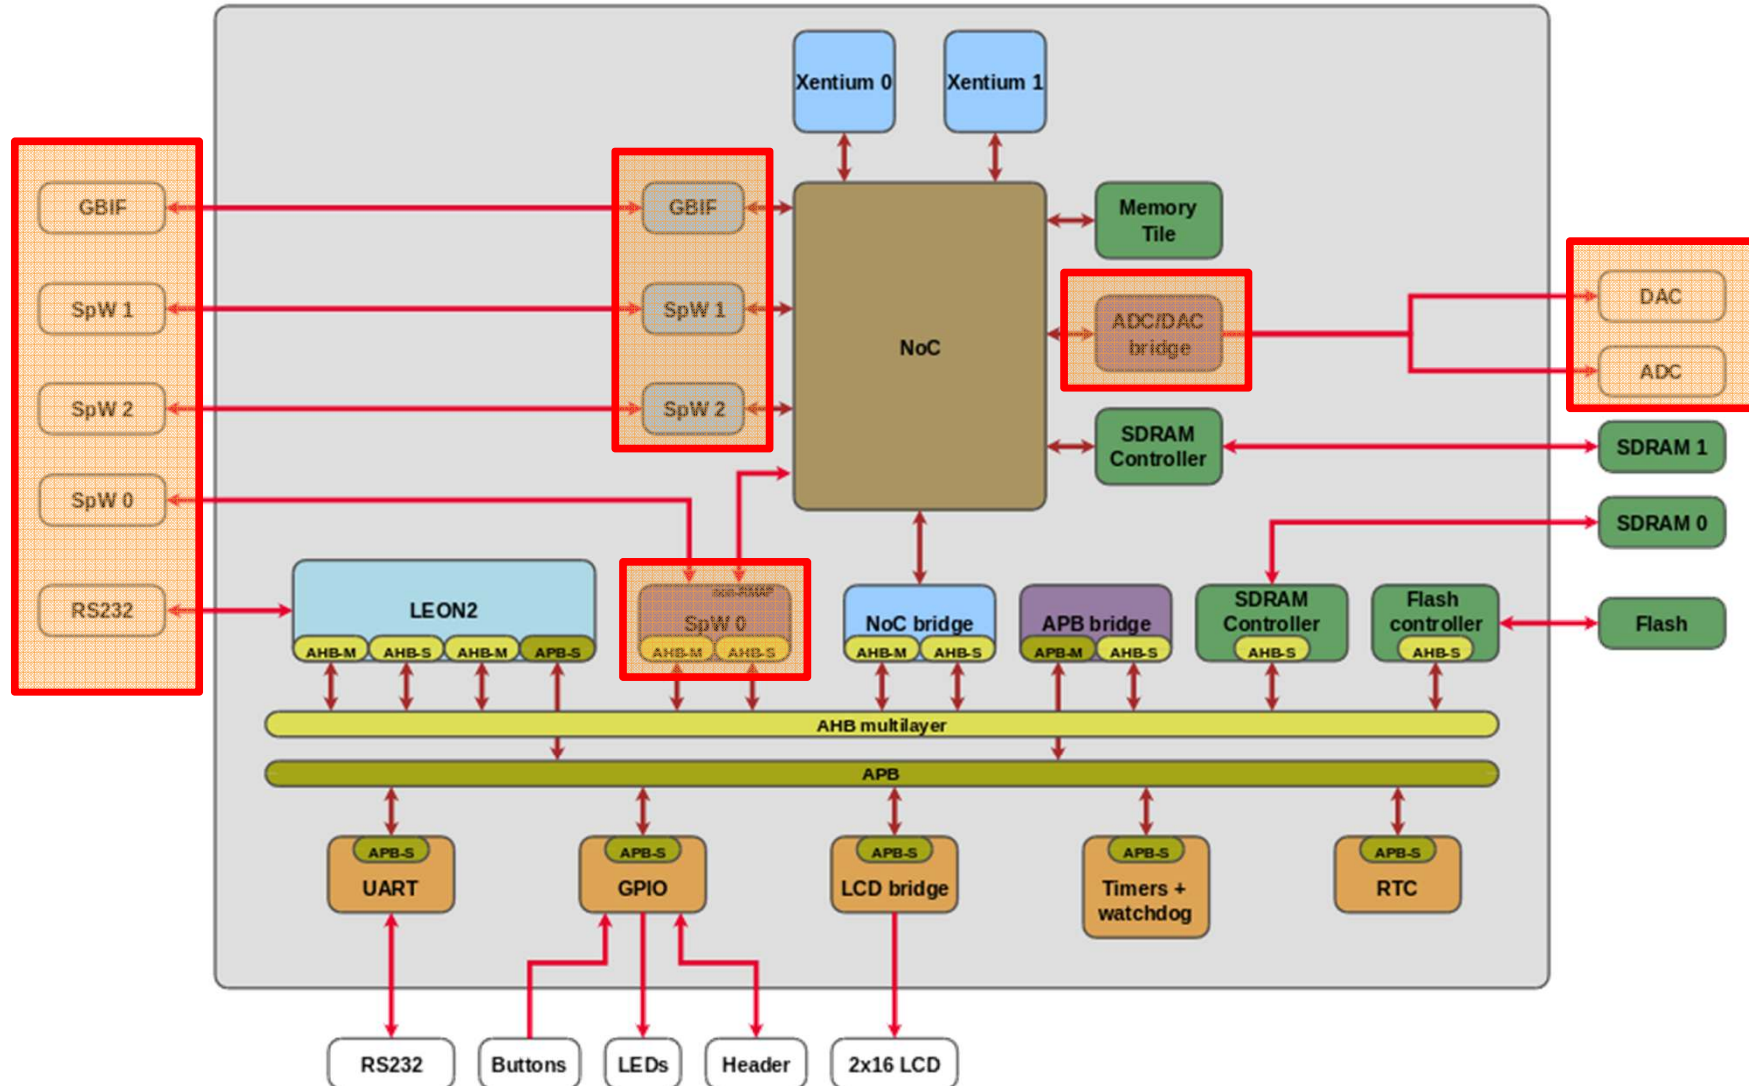 Xentium 0
Xentium 1
GBIF
GBIF
Memory
Tile
SpW 1
SpW 1
NoC
ADC/DAC
bridge
DAC
ADC
SpW 2
SpW 2
SDRAM
Controller
SDRAM 1
SpW 0
SDRAM 0
RS232
LEON2
AHB-M
AHB-S
AHB-M
APB-S
non-RMAP
SpW 0
AHB-M
AHB-S
NoC bridge
AHB-M
AHB-S
APB bridge
APB-M
AHB-S
SDRAM
Controller
AHB-S
Flash
controller
AHB-S
Flash
AHB multilayer
APB
APB-S
UART
APB-S
GPIO
APB-S
LCD bridge
APB-S
Timers +
watchdog
APB-S
RTC
RS232
Buttons
LEDs
Header
2x16 LCD